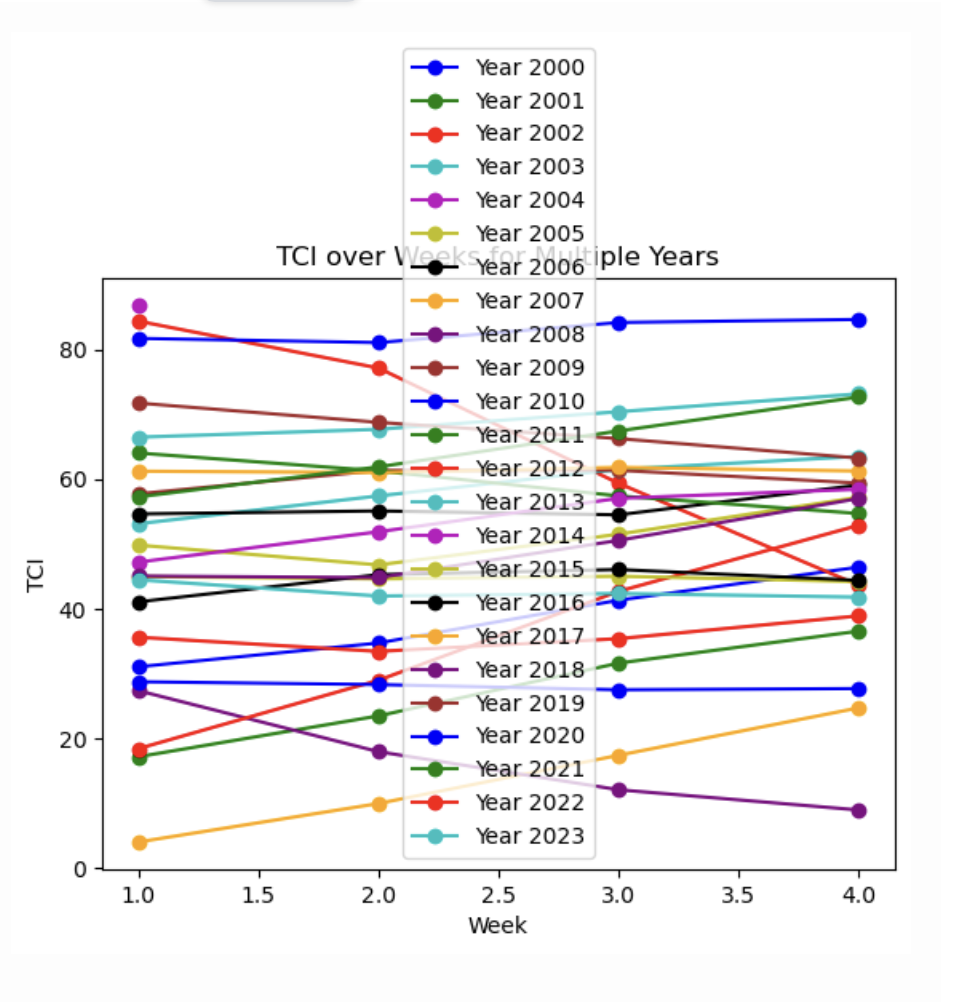 Year 2000
Year 2001
Year 2002
Year 2003
Year 2004
Year 2005
TCI over Weeks for Multiple Years
Year 2006
Year 2007
Year 2008
Year 2009
Year 2010
Year 2011
Year 2012
Year 2013
Year 2014
Year 2015
Year 2016
Year 2017
Year 2018
Year 2019
Year 2020
Year 2021
Year 2022
Year 2023
TCI
80
60
40
20
0
1.0 1.5 2.0 2.5 3.0 3.5 4.0
Week